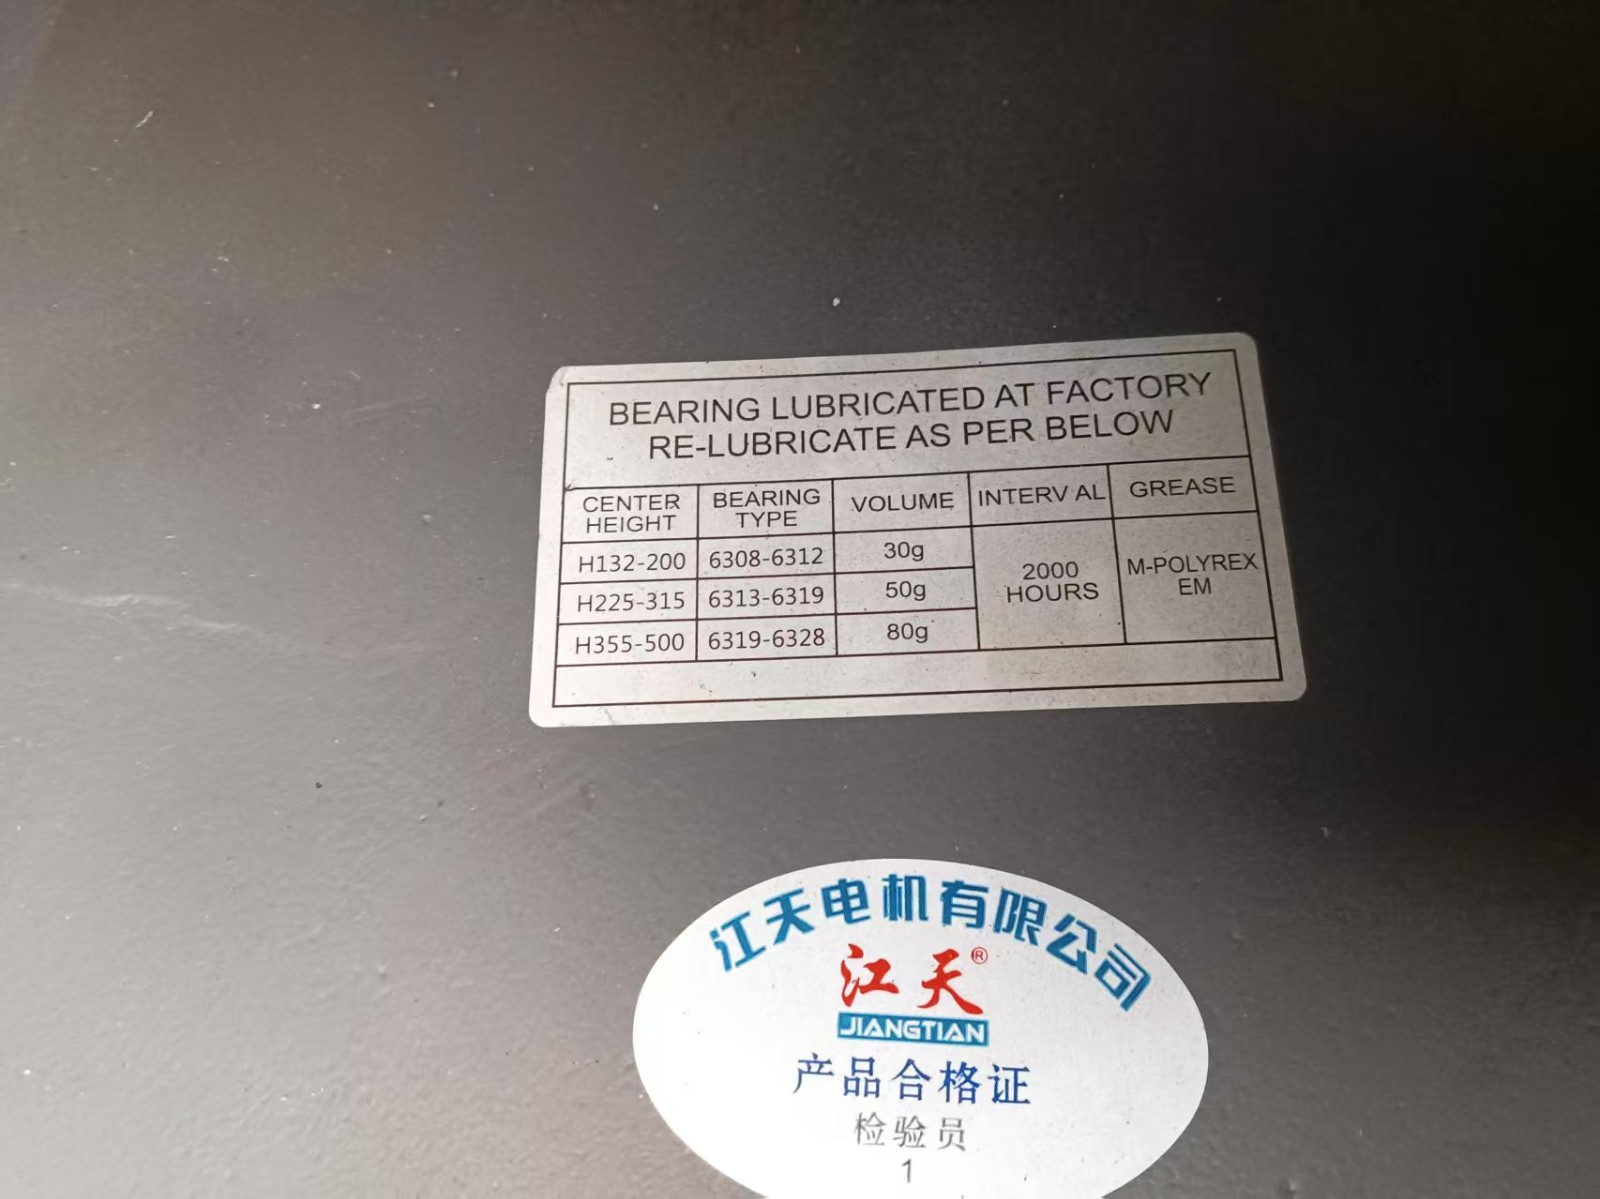 BEARING LUBRICATED AT FACTORY
RE-LUBRICATE AS PER BELOW
CENTER HEIGHT BEARING TYPE VOLUME INTERV AL GREASE
H132-200 6308-6312 30g 2000 HOURS M-POLYREX EM
H225-315 6313-6319 50g
H355-500 6319-6328 80g
江天电机有限公司
江天®
JIANGTIAN
产品合格证
检验员
1